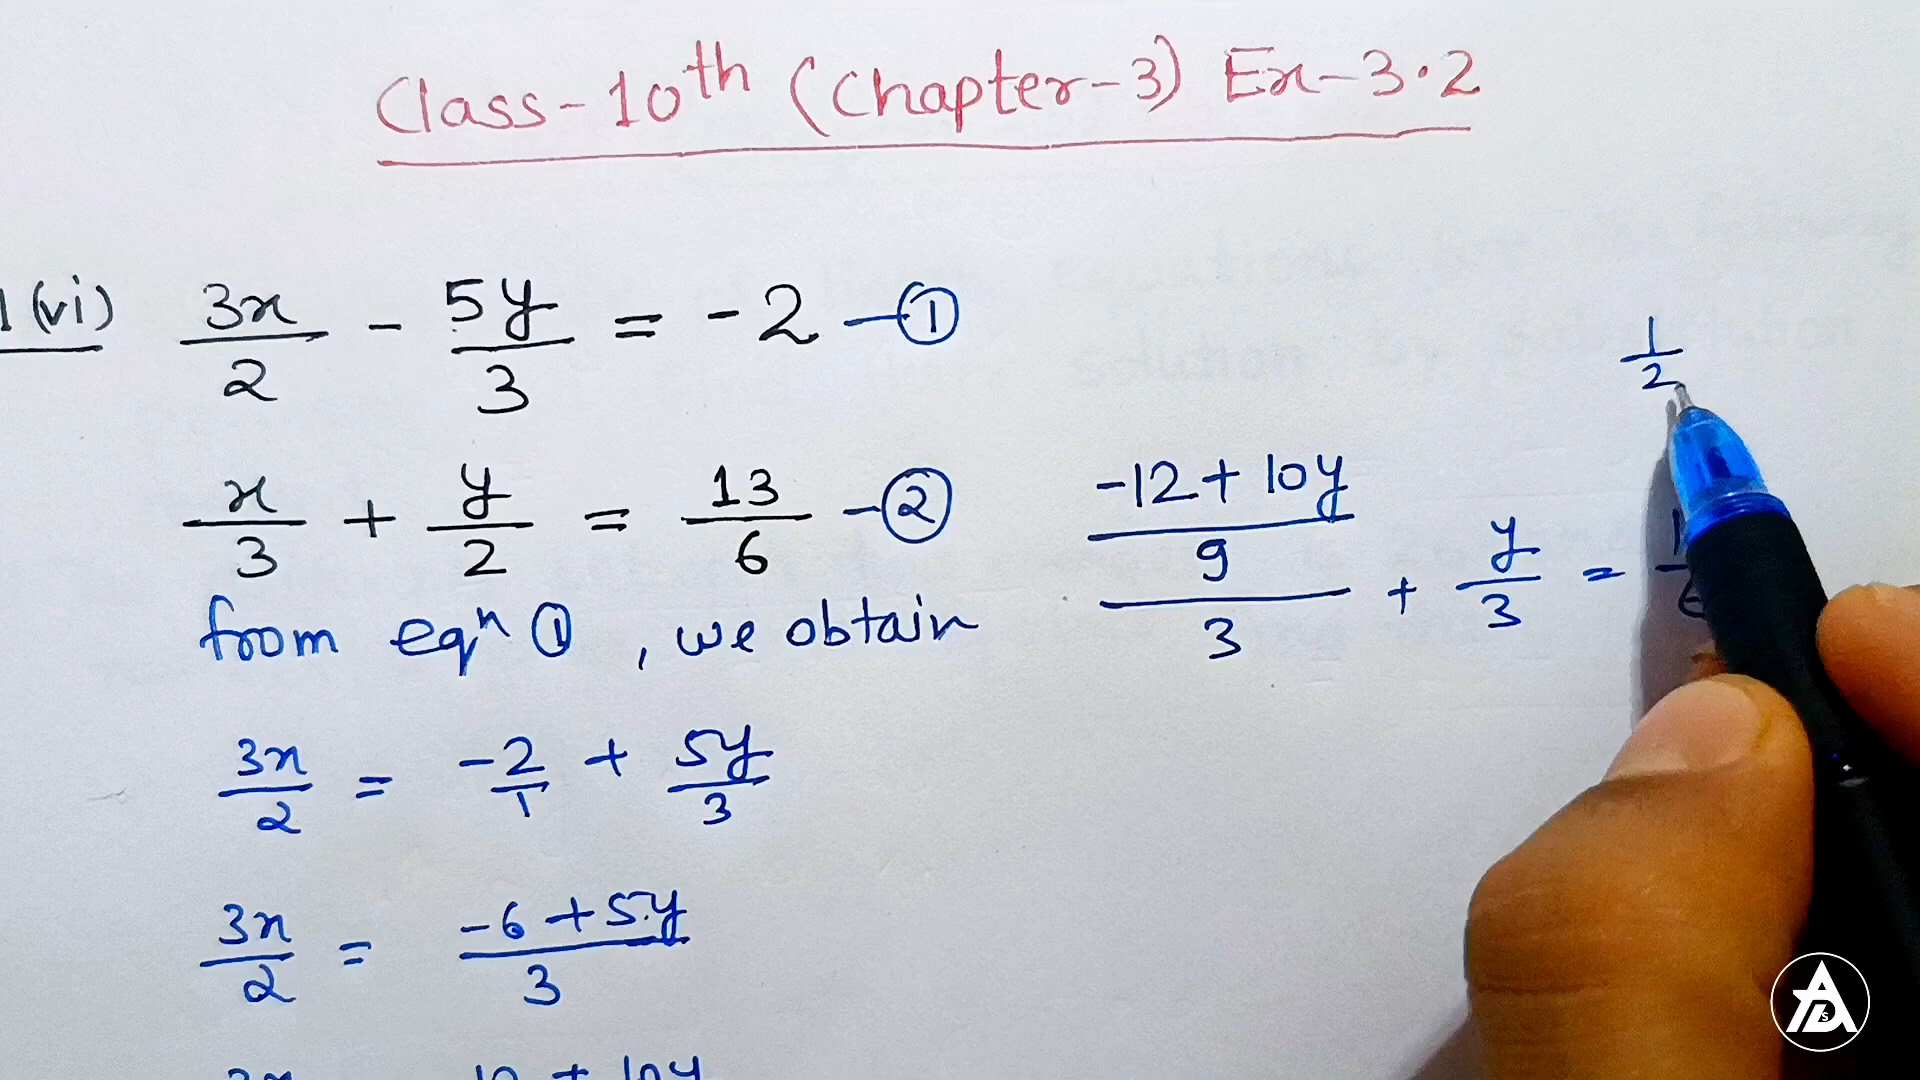 Class-10th (Chapter-3) Ex-3.2
1(vi) 3x/2 - 5y/3 = -2 —①
x/3 + y/2 = 13/6 —②
from eqn ①, we obtain
3x/2 = -2/1 + 5y/3
3x/2 = (-6+5y)/3
1/2
((-12+10y)/9)/3 + y/3 =
ADS